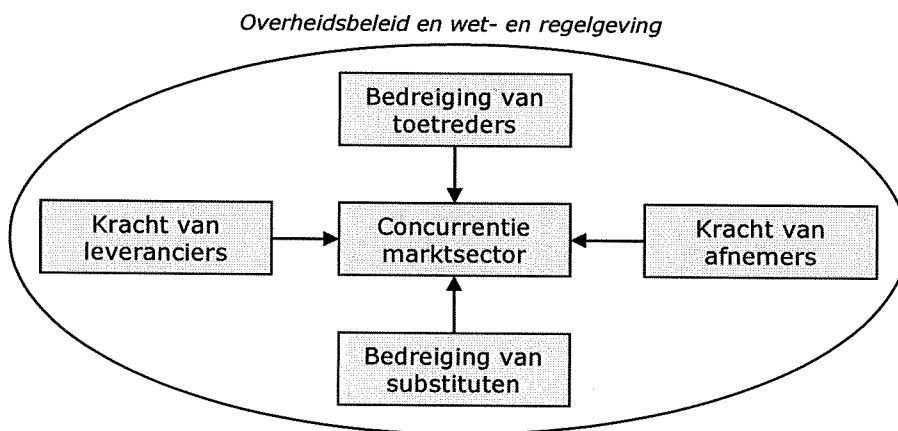 Overheidsbeleid en wet- en regelgeving
Bedreiging van
toetreders
Kracht van
leveranciers
Concurrentie
marktsector
Kracht van
afnemers
Bedreiging van
substituten